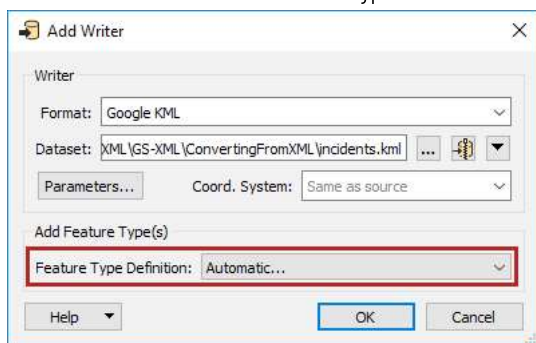 Add Writer
Writer
Format: Google KML
Dataset: XML\GS-XML\ConvertingFromXML\incidents.kml ...
Parameters... Coord. System: Same as source
Add Feature Type(s)
Feature Type Definition: Automatic...
Help OK Cancel